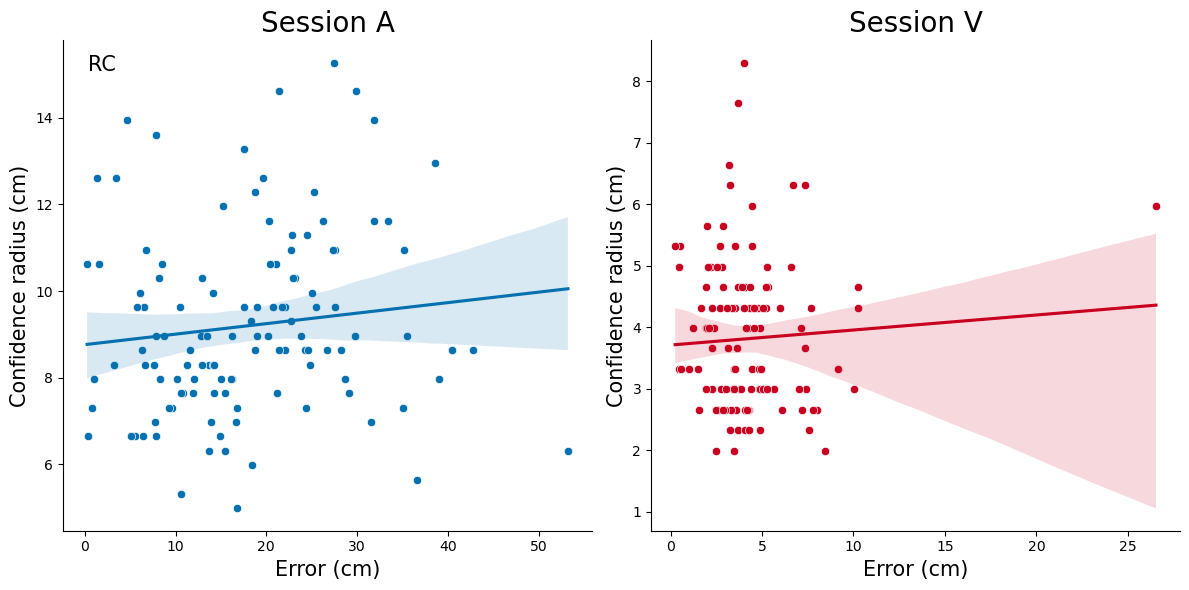 Session A
RC
Confidence radius (cm)
14
12
10
8
6
0 10 20 30 40 50
Error (cm)
Session V
Confidence radius (cm)
8
7
6
5
4
3
2
1
0 5 10 15 20 25
Error (cm)